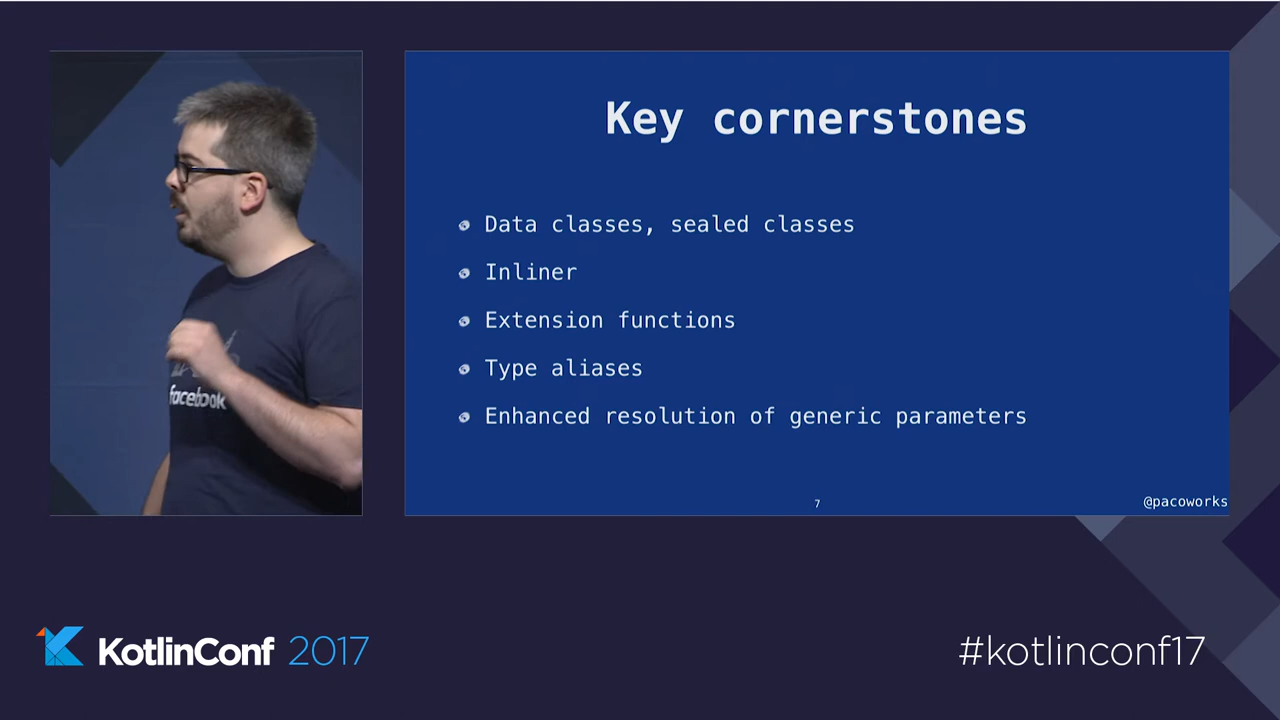 Key cornerstones
Data classes, sealed classes
Inliner
Extension functions
Type aliases
Enhanced resolution of generic parameters
7
@pacoworks
facebook
KotlinConf 2017
#kotlinconf17